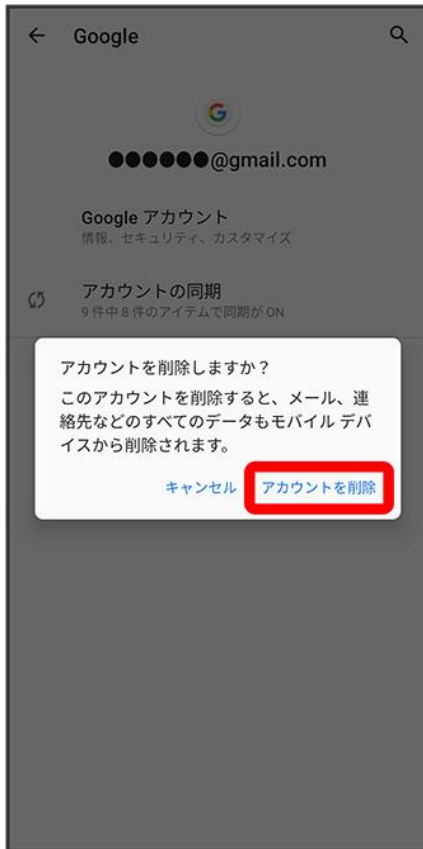 Google
●●●●●●@gmail.com
Google アカウント
情報、セキュリティ、カスタマイズ
アカウントの同期
9 件中 8 件のアイテムで同期が ON
アカウントを削除しますか？
このアカウントを削除すると、メール、連
絡先などのすべてのデータもモバイル デバ
イスから削除されます。
キャンセル アカウントを削除